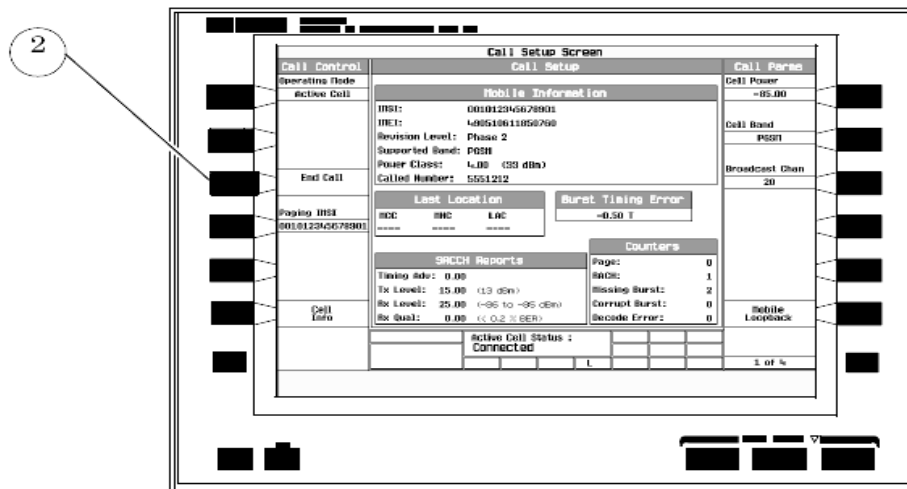 2
Call Setup Screen
Call Control
Call Setup
Call Parms
Operating Mode
Active Cell
End Call
Paging IMSI
001012345678901
Cell
Info
Mobile Information
IMSI: 001012345678901
IMEI: 490510611850760
Revision Level: Phase 2
Supported Band: PGSM
Power Class: 4.00 (33 dBm)
Called Number: 5551212
Last Location
MCC MNC LAC
---- ---- ----
Burst Timing Error
-0.50 T
SACCH Reports
Timing Adv: 0.00
Tx Level: 15.00 (13 dBm)
Rx Level: 25.00 (-86 to -85 dBm)
Rx Qual: 0.00 (< 0.2 % BER)
Counters
Page: 0
RACH: 1
Missing Burst: 2
Corrupt Burst: 0
Decode Error: 0
Active Cell Status :
Connected
L
Cell Power
-85.00
Cell Band
PGSM
Broadcast Chan
20
Mobile
Loopback
1 of 4